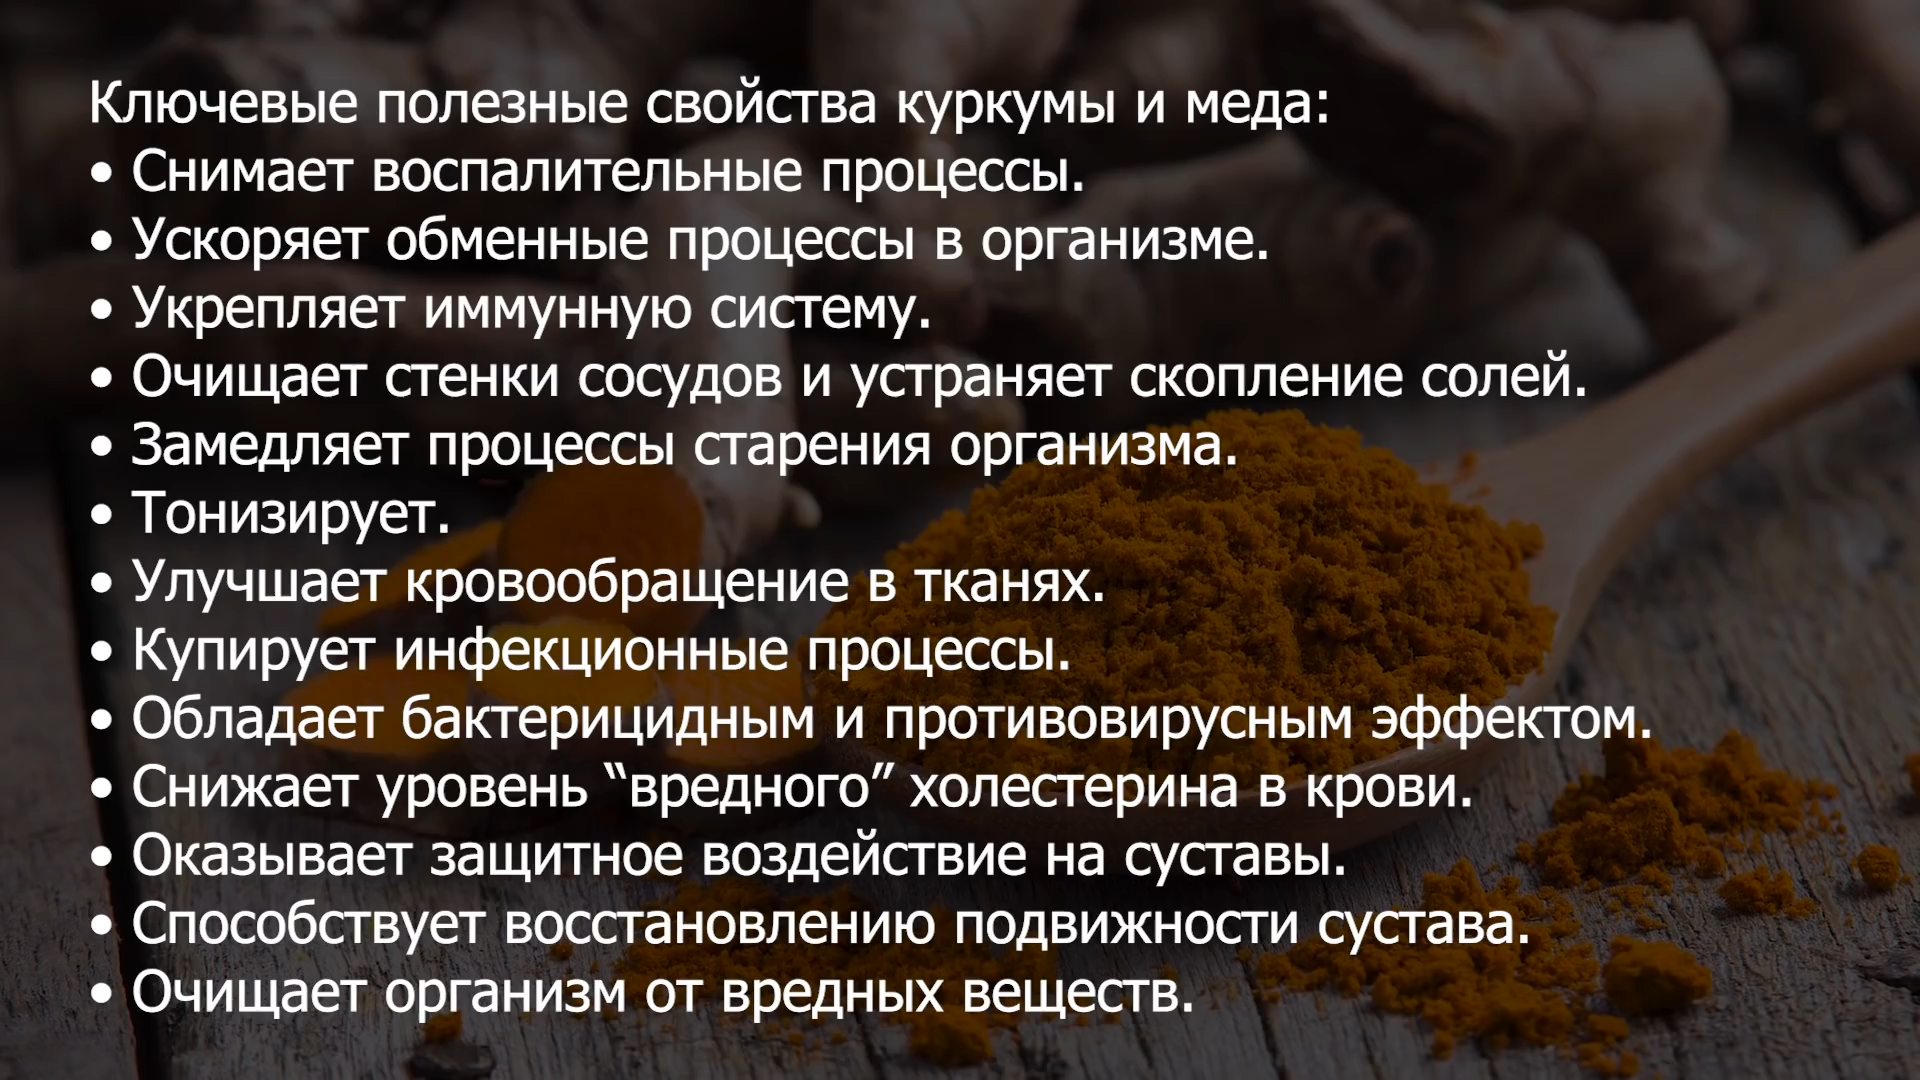 Ключевые полезные свойства куркумы и меда:
• Снимает воспалительные процессы.
• Ускоряет обменные процессы в организме.
• Укрепляет иммунную систему.
• Очищает стенки сосудов и устраняет скопление солей.
• Замедляет процессы старения организма.
• Тонизирует.
• Улучшает кровообращение в тканях.
• Купирует инфекционные процессы.
• Обладает бактерицидным и противовирусным эффектом.
• Снижает уровень “вредного” холестерина в крови.
• Оказывает защитное воздействие на суставы.
• Способствует восстановлению подвижности сустава.
• Очищает организм от вредных веществ.